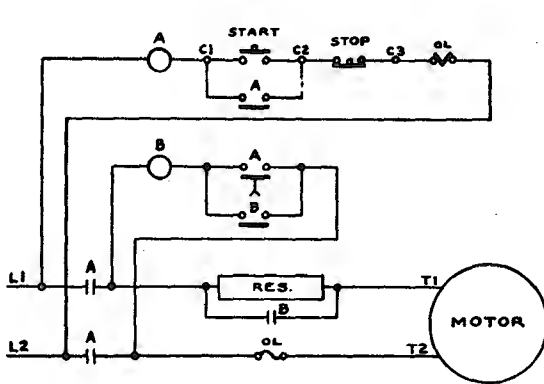 A C1 START C2 STOP C3 OL
A
B A
B
L1 A RES. T1
B MOTOR
L2 A OL T2